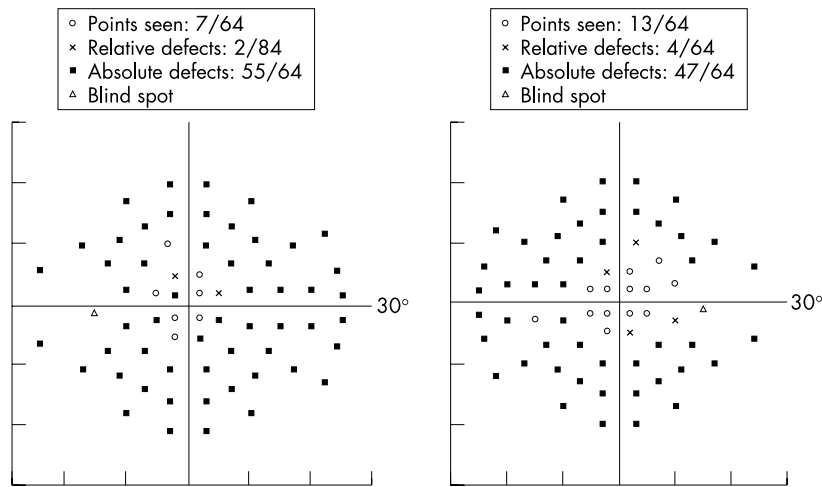 Points seen: 7/64
Relative defects: 2/84
Absolute defects: 55/64
Blind spot
30°
Points seen: 13/64
Relative defects: 4/64
Absolute defects: 47/64
Blind spot
30°